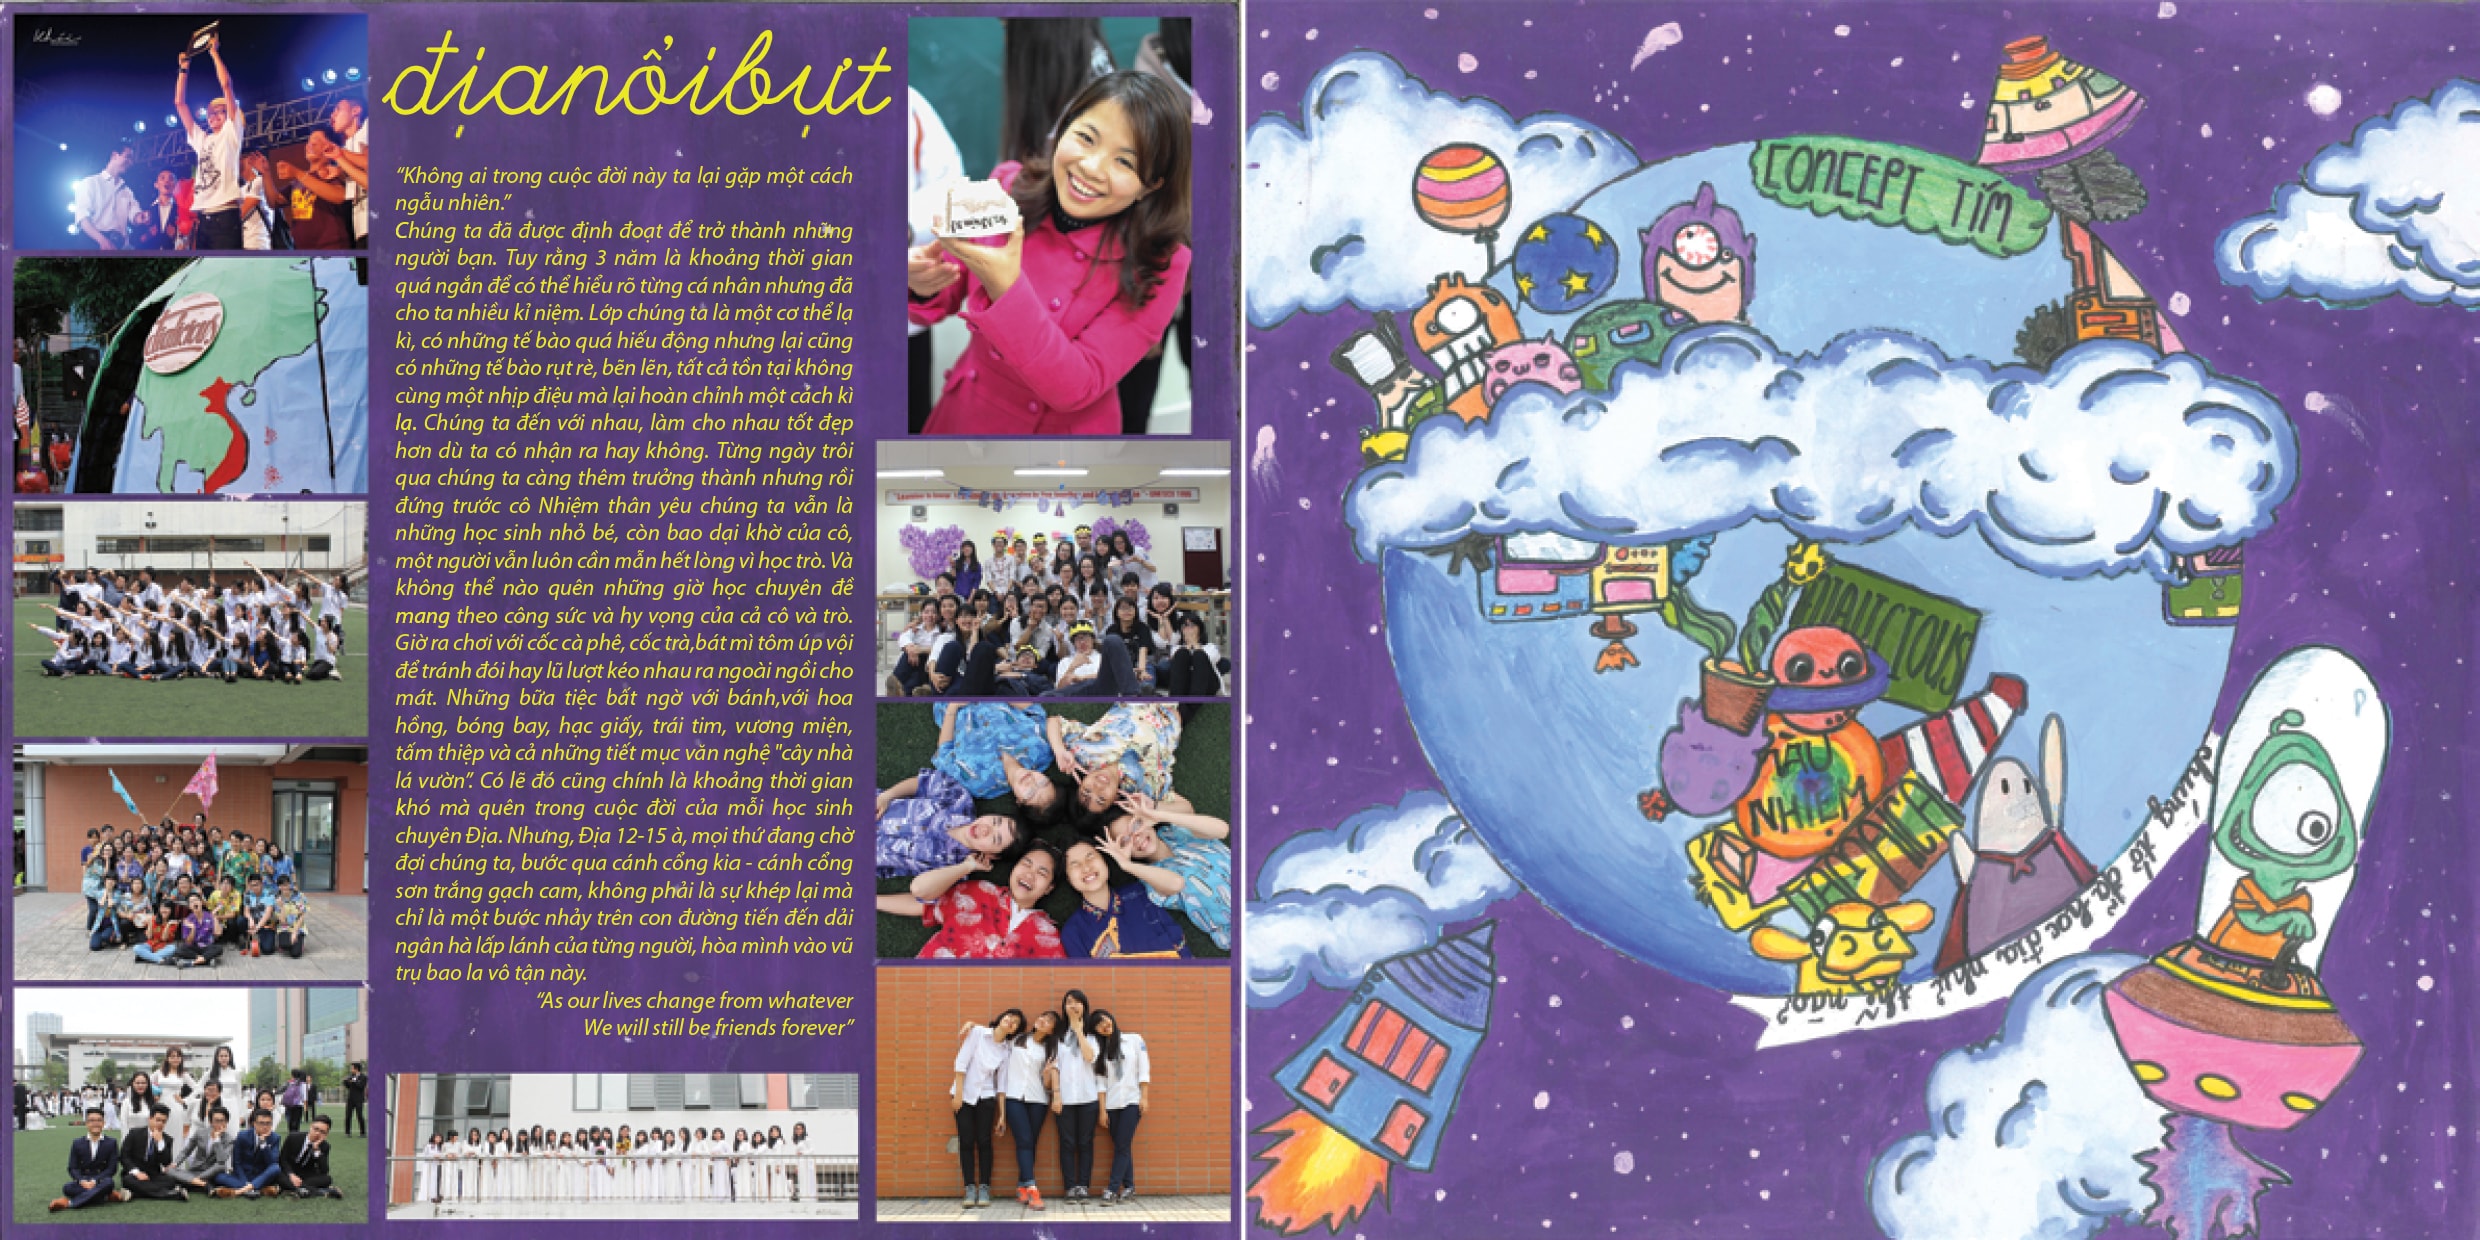 địanổibựt
“Không ai trong cuộc đời này ta lại gặp một cách
ngẫu nhiên.”
Chúng ta đã được định đoạt để trở thành những
người bạn. Tuy rằng 3 năm là khoảng thời gian
quá ngắn để có thể hiểu rõ từng cá nhân nhưng đã
cho ta nhiều kỉ niệm. Lớp chúng ta là một cơ thể lạ
kì, có những tế bào quá hiếu động nhưng lại cũng
có những tế bào rụt rè, bẽn lẽn, tất cả tồn tại không
cùng một nhịp điệu mà lại hoàn chỉnh một cách kì
lạ. Chúng ta đến với nhau, làm cho nhau tốt đẹp
hơn dù ta có nhận ra hay không. Từng ngày trôi
qua chúng ta càng thêm trưởng thành nhưng rồi
đứng trước cô Nhiệm thân yêu chúng ta vẫn là
những học sinh nhỏ bé, còn bao dại khờ của cô,
một người vẫn luôn cần mẫn hết lòng vì học trò. Và
không thể nào quên những giờ học chuyên đề
mang theo công sức và hy vọng của cả cô và trò.
Giờ ra chơi với cốc cà phê, cốc trà,bát mì tôm úp vội
để tránh đói hay lũ lượt kéo nhau ra ngoài ngồi cho
mát. Những bữa tiệc bất ngờ với bánh,với hoa
hồng, bóng bay, hạc giấy, trái tim, vương miện,
tấm thiệp và cả những tiết mục văn nghệ "cây nhà
lá vườn”. Có lẽ đó cũng chính là khoảng thời gian
khó mà quên trong cuộc đời của mỗi học sinh
chuyên Địa. Nhưng, Địa 12-15 à, mọi thứ đang chờ
đợi chúng ta, bước qua cánh cổng kia - cánh cổng
sơn trắng gạch cam, không phải là sự khép lại mà
chỉ là một bước nhảy trên con đường tiến đến dải
ngân hà lấp lánh của từng người, hòa mình vào vũ
trụ bao la vô tận này.
“As our lives change from whatever
We will still be friends forever”
CONCEPT TÍM
ĐIALICIOUS
MÀU
NHIỆM
JAMAICA
chúng tớ đã học địa như thế nào?